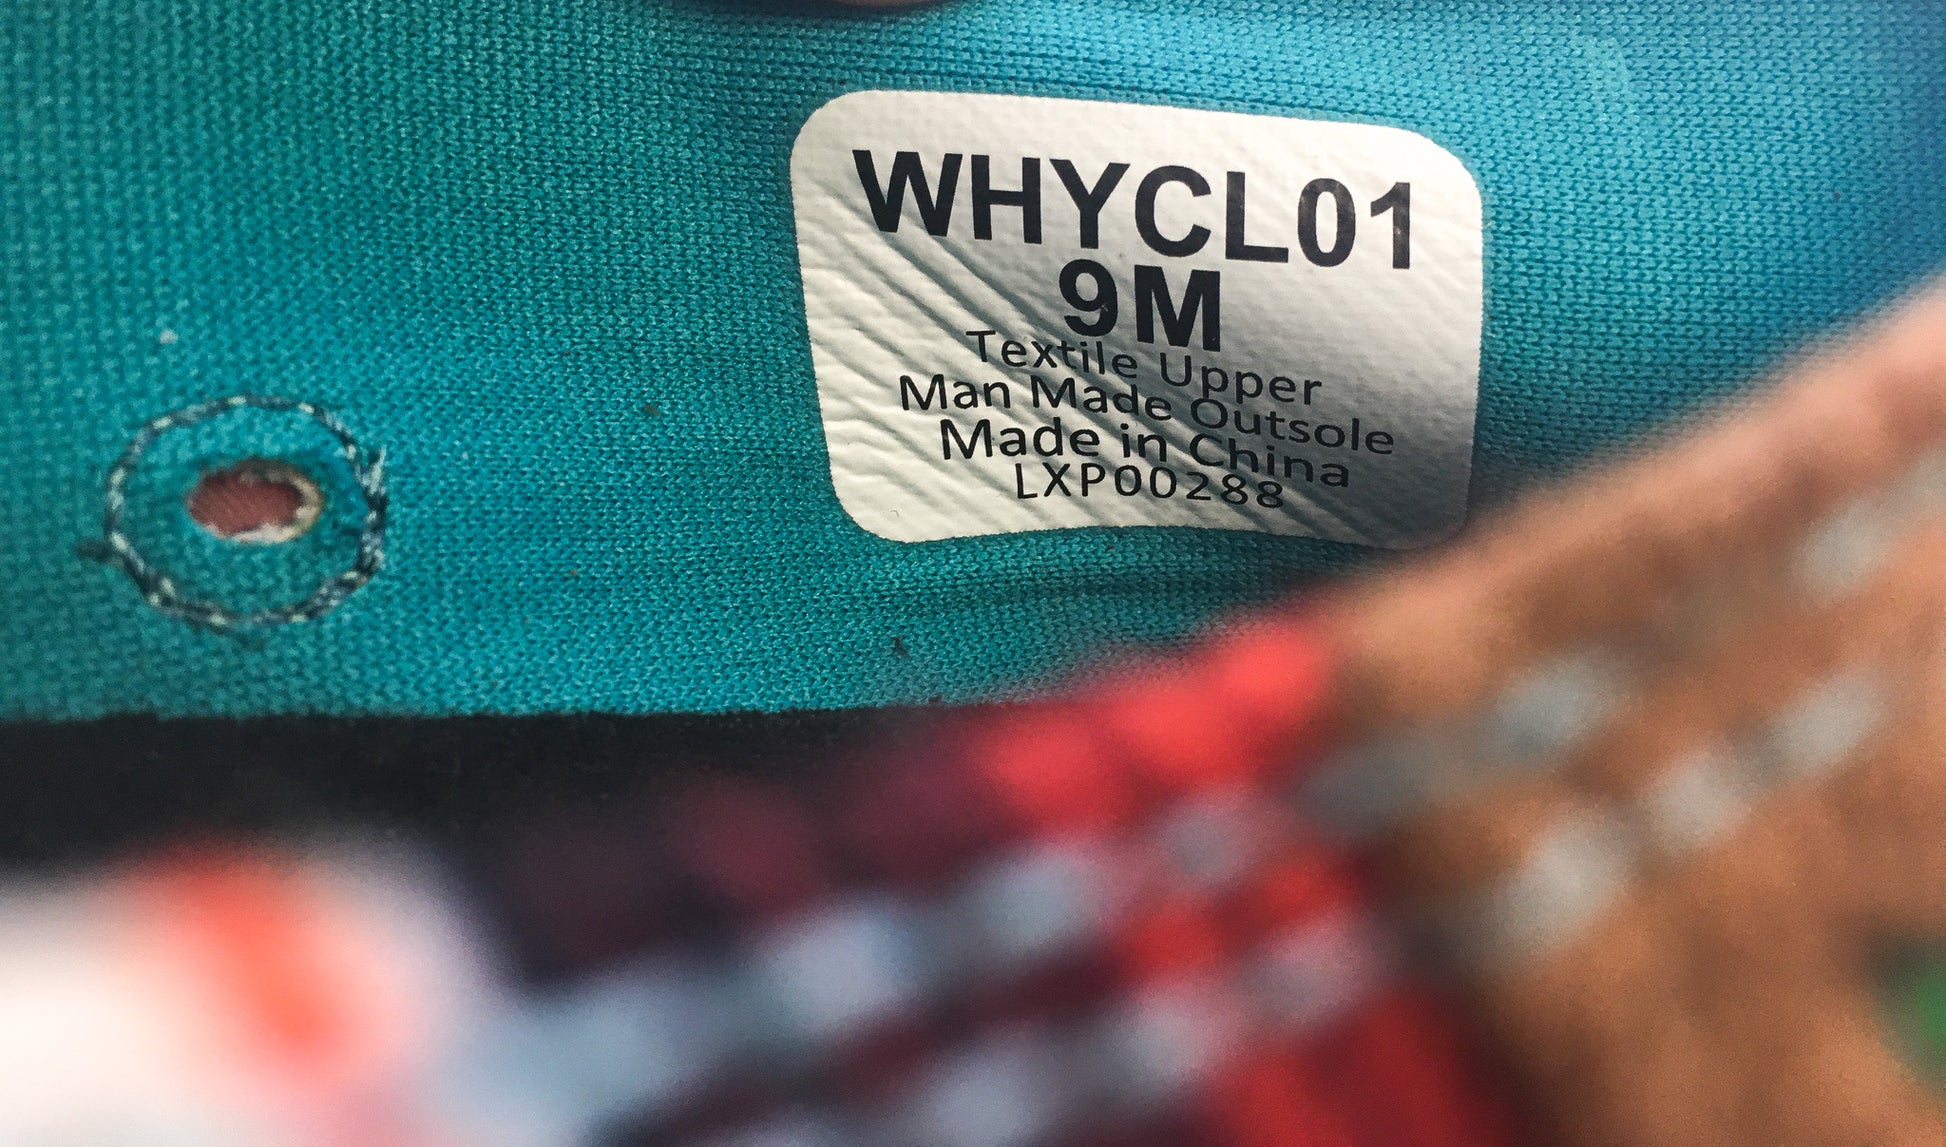 WHYCL01
9M
Textile Upper
Man Made Outsole
Made in China
LXP00288